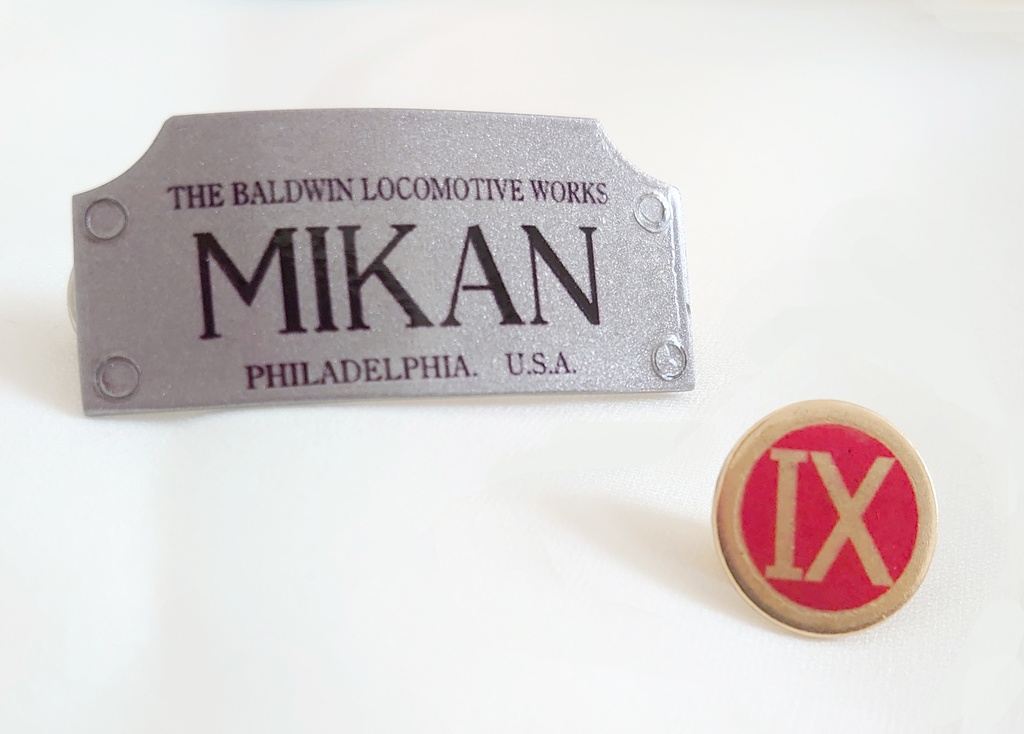 THE BALDWIN LOCOMOTIVE WORKS
MIKAN
PHILADELPHIA. U.S.A.
IX